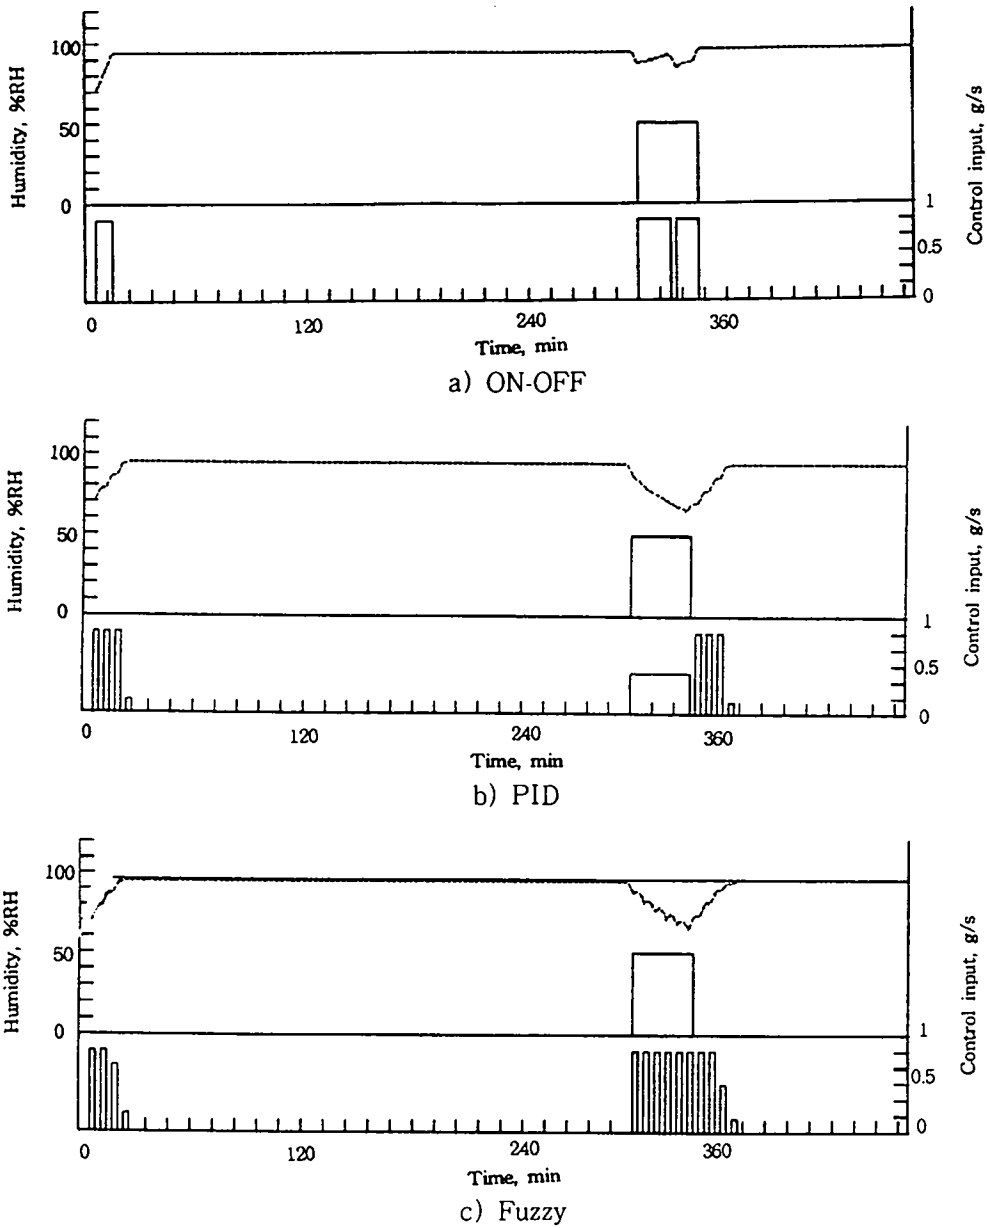 Humidity, %RH
100
50
0
Control input, g/s
1
0.5
0
0 120 240 360
Time, min
a) ON-OFF
Humidity, %RH
100
50
0
Control input, g/s
1
0.5
0
0 120 240 360
Time, min
b) PID
Humidity, %RH
100
50
0
Control input, g/s
1
0.5
0
0 120 240 360
Time, min
c) Fuzzy